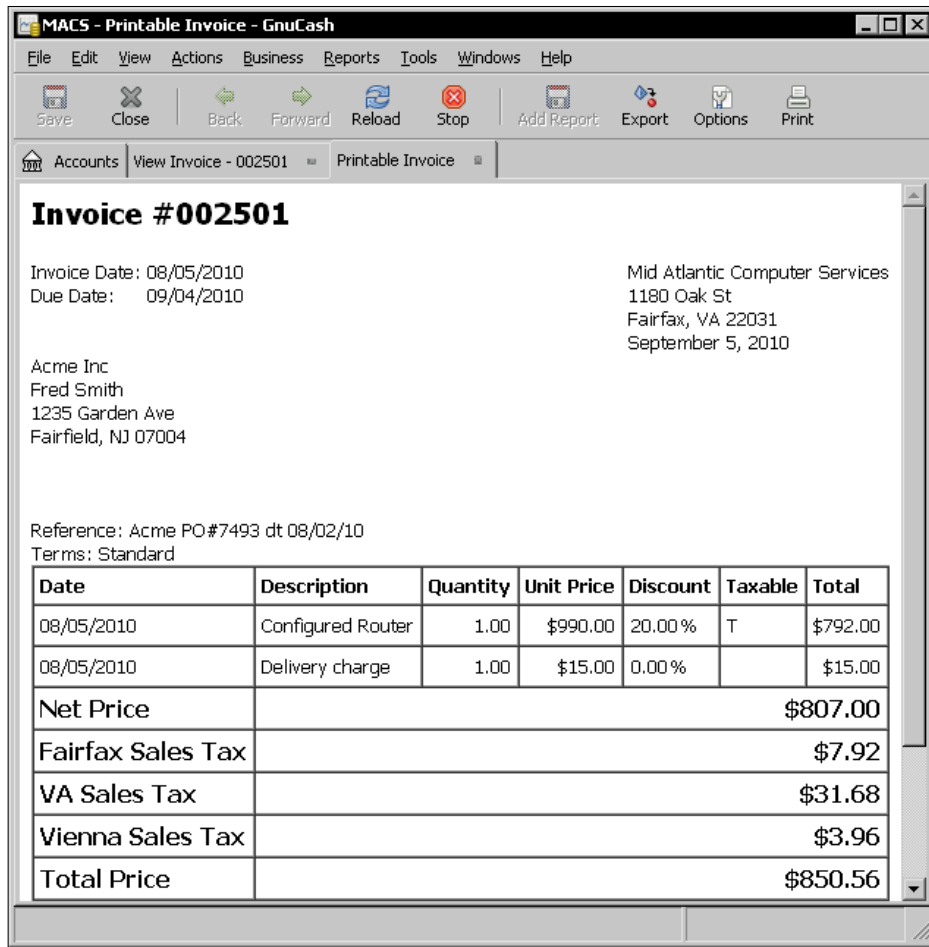 MACS - Printable Invoice - GnuCash
File Edit View Actions Business Reports Tools Windows Help
Save Close Back Forward Reload Stop Add Report Export Options Print
Accounts View Invoice - 002501 Printable Invoice
Invoice #002501
Invoice Date: 08/05/2010
Due Date: 09/04/2010
Mid Atlantic Computer Services
1180 Oak St
Fairfax, VA 22031
September 5, 2010
Acme Inc
Fred Smith
1235 Garden Ave
Fairfield, NJ 07004
Reference: Acme PO#7493 dt 08/02/10
Terms: Standard
Date Description Quantity Unit Price Discount Taxable Total
08/05/2010 Configured Router 1.00 $990.00 20.00% T $792.00
08/05/2010 Delivery charge 1.00 $15.00 0.00% $15.00
Net Price $807.00
Fairfax Sales Tax $7.92
VA Sales Tax $31.68
Vienna Sales Tax $3.96
Total Price $850.56